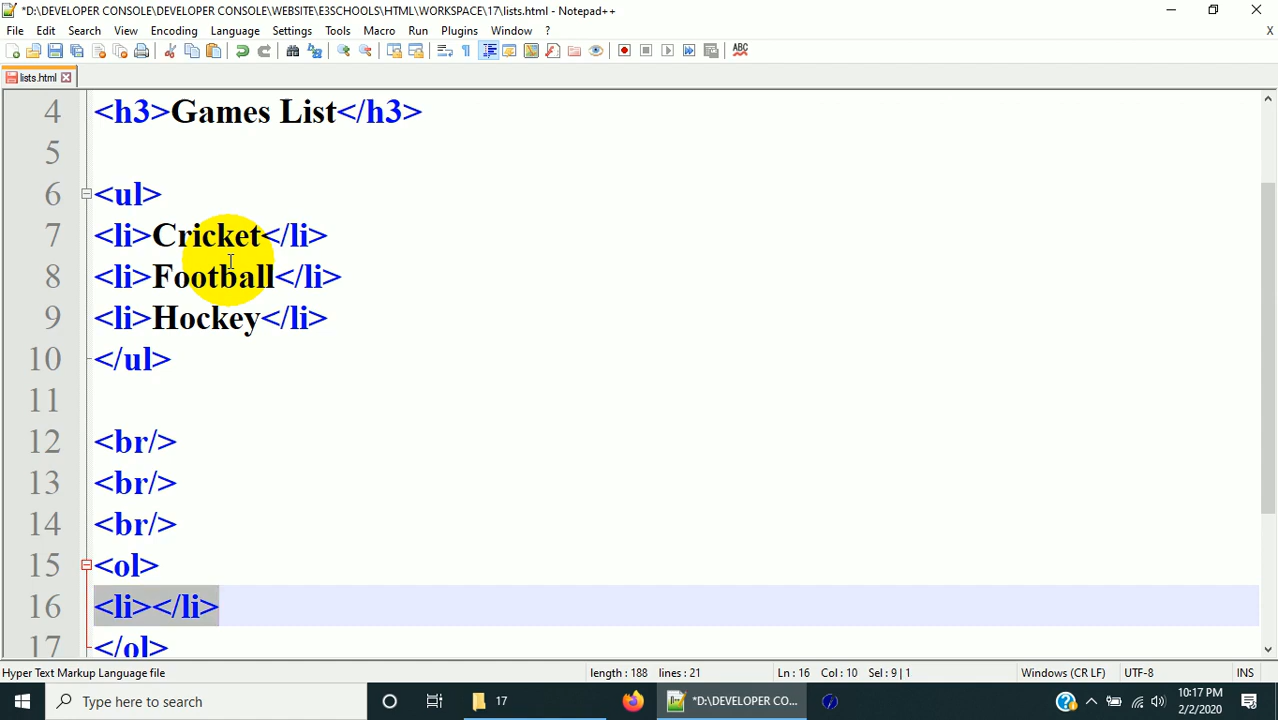 *D:\DEVELOPER CONSOLE\DEVELOPER CONSOLE\WEBSITE\E3SCHOOLS\HTML\WORKSPACE\17\lists.html - Notepad++
File Edit Search View Encoding Language Settings Tools Macro Run Plugins Window ? X
lists.html
4 <h3>Games List</h3>
5
6 <ul>
7 <li>Cricket</li>
8 <li>Football</li>
9 <li>Hockey</li>
10 </ul>
11
12 <br/>
13 <br/>
14 <br/>
15 <ol>
16 <li></li>
17 </ol>
Hyper Text Markup Language file length : 188 lines : 21 Ln : 16 Col : 10 Sel : 9 | 1 Windows (CR LF) UTF-8 INS
Type here to search 17 *D:\DEVELOPER CO... 10:17 PM
2/2/2020